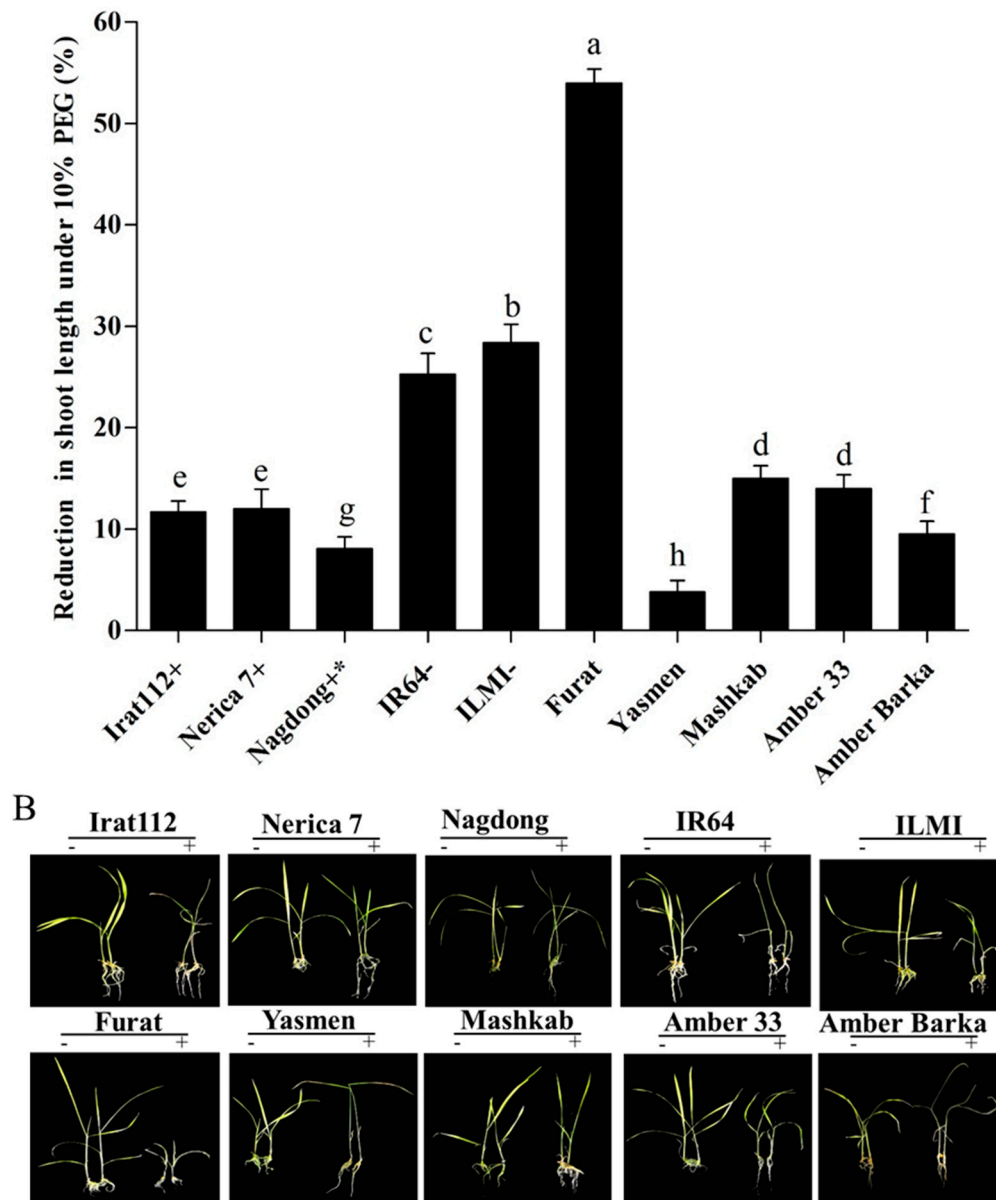 Reduction in shoot length under 10% PEG (%)
60
50
40
30
20
10
0
e
e
g
c
b
a
h
d
d
f
Irat112+
Nerica 7+
Nagdong+*
IR64-
ILMI-
Furat
Yasmen
Mashkab
Amber 33
Amber Barka
B
Irat112
Nerica 7
Nagdong
IR64
ILMI
- +
- +
- +
- +
- +
Furat
Yasmen
Mashkab
Amber 33
Amber Barka
- +
- +
- +
- +
- +